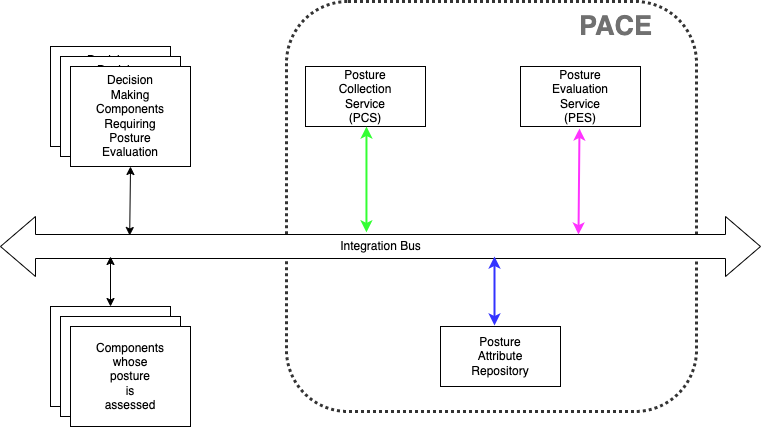 PACE
Decision
Making
Components
Requiring
Posture
Evaluation
Posture
Collection
Service
(PCS)
Posture
Evaluation
Service
(PES)
Integration Bus
Components
whose
posture
is
assessed
Posture
Attribute
Repository